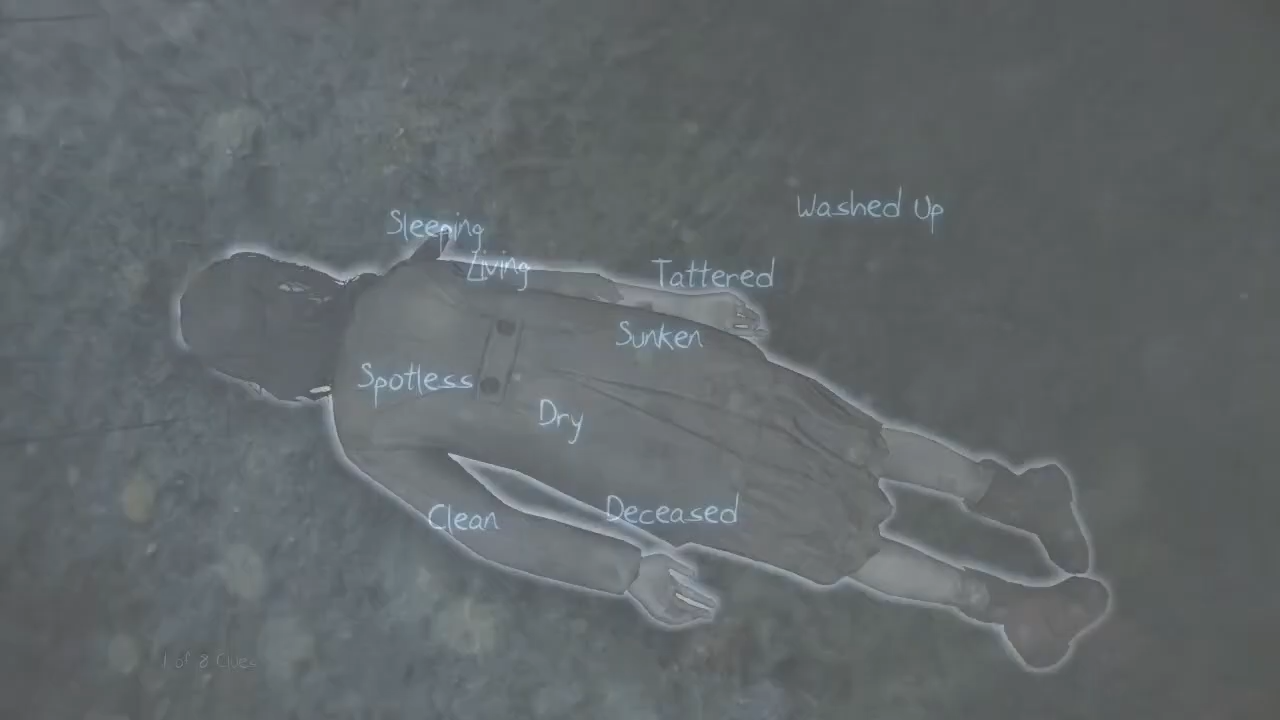 Washed Up
Sleeping
Living
Tattered
Sunken
Spotless
Dry
Deceased
Clean
1 of 8 Clues